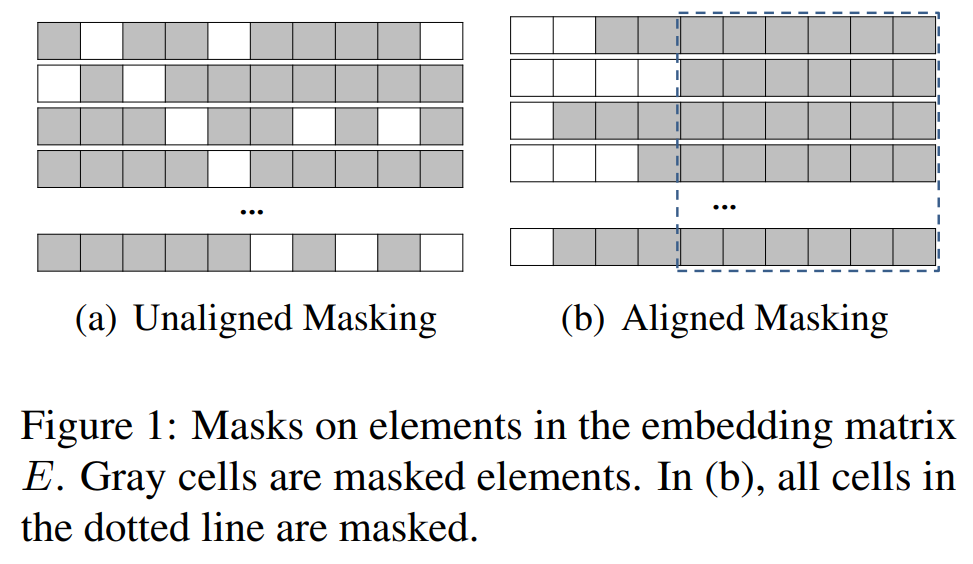 ...
...
(a) Unaligned Masking
(b) Aligned Masking
Figure 1: Masks on elements in the embedding matrix
E. Gray cells are masked elements. In (b), all cells in
the dotted line are masked.